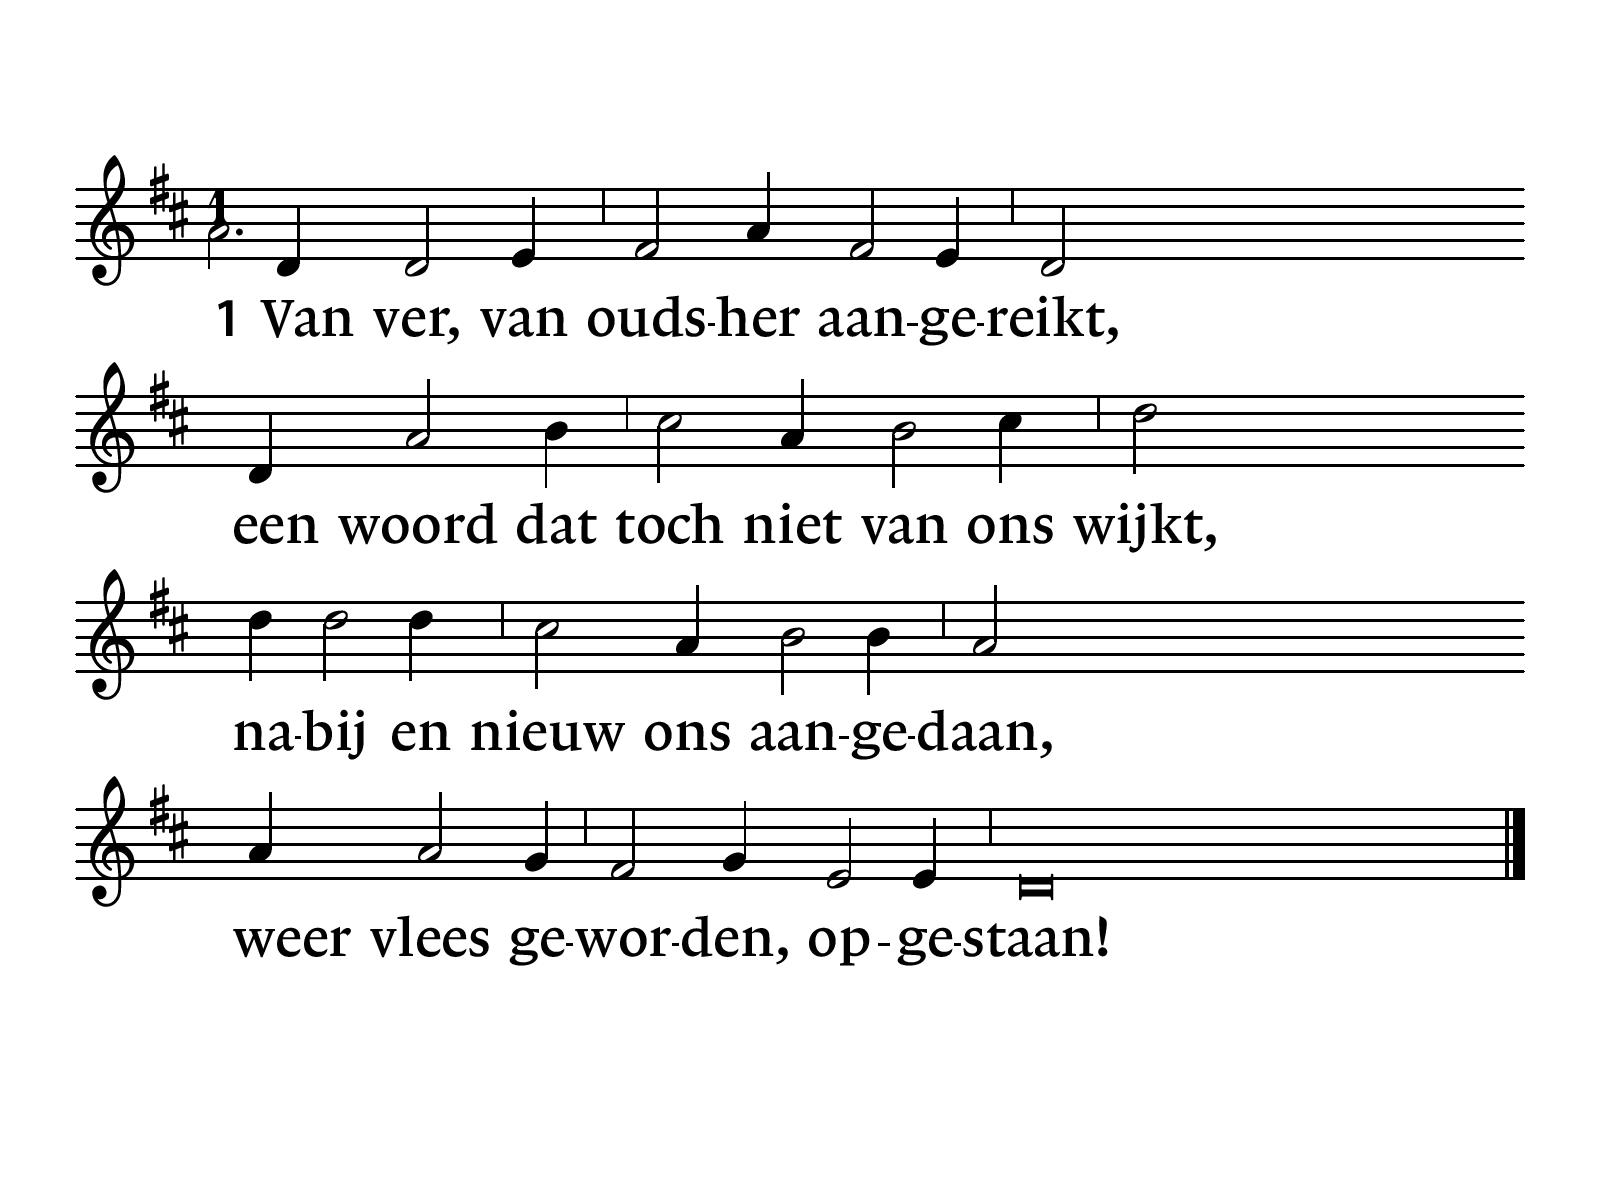 1 Van ver, van ouds-her aan-ge-reikt,
een woord dat toch niet van ons wijkt,
na-bij en nieuw ons aan-ge-daan,
weer vlees ge-wor-den, op-ge-staan!